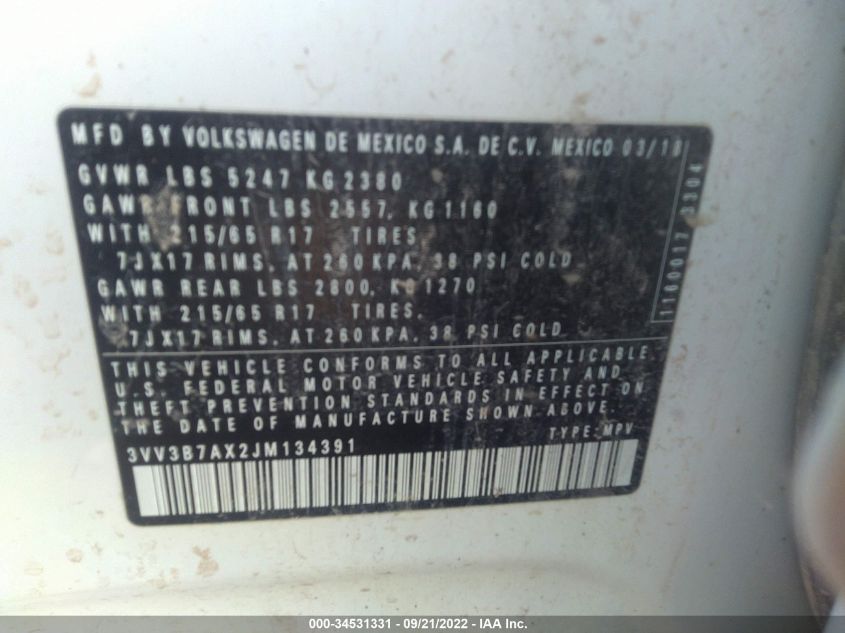 MFD BY VOLKSWAGEN DE MEXICO S.A. DE C.V. MEXICO 03/18
GVWR LBS 5247 KG 2380
GAWR FRONT LBS 2557, KG 1160
WITH 215/65 R17 TIRES,
7JX17 RIMS, AT 260 KPA, 38 PSI COLD
GAWR REAR LBS 2800, KG 1270
WITH 215/65 R17 TIRES,
7JX17 RIMS, AT 260 KPA, 38 PSI COLD
1160017 3304
THIS VEHICLE CONFORMS TO ALL APPLICABLE
U.S. FEDERAL MOTOR VEHICLE SAFETY AND
THEFT PREVENTION STANDARDS IN EFFECT ON
THE DATE OF MANUFACTURE SHOWN ABOVE.
3VV3B7AX2JM134391 TYPE: MPV
000-34531331 - 09/21/2022 - IAA Inc.